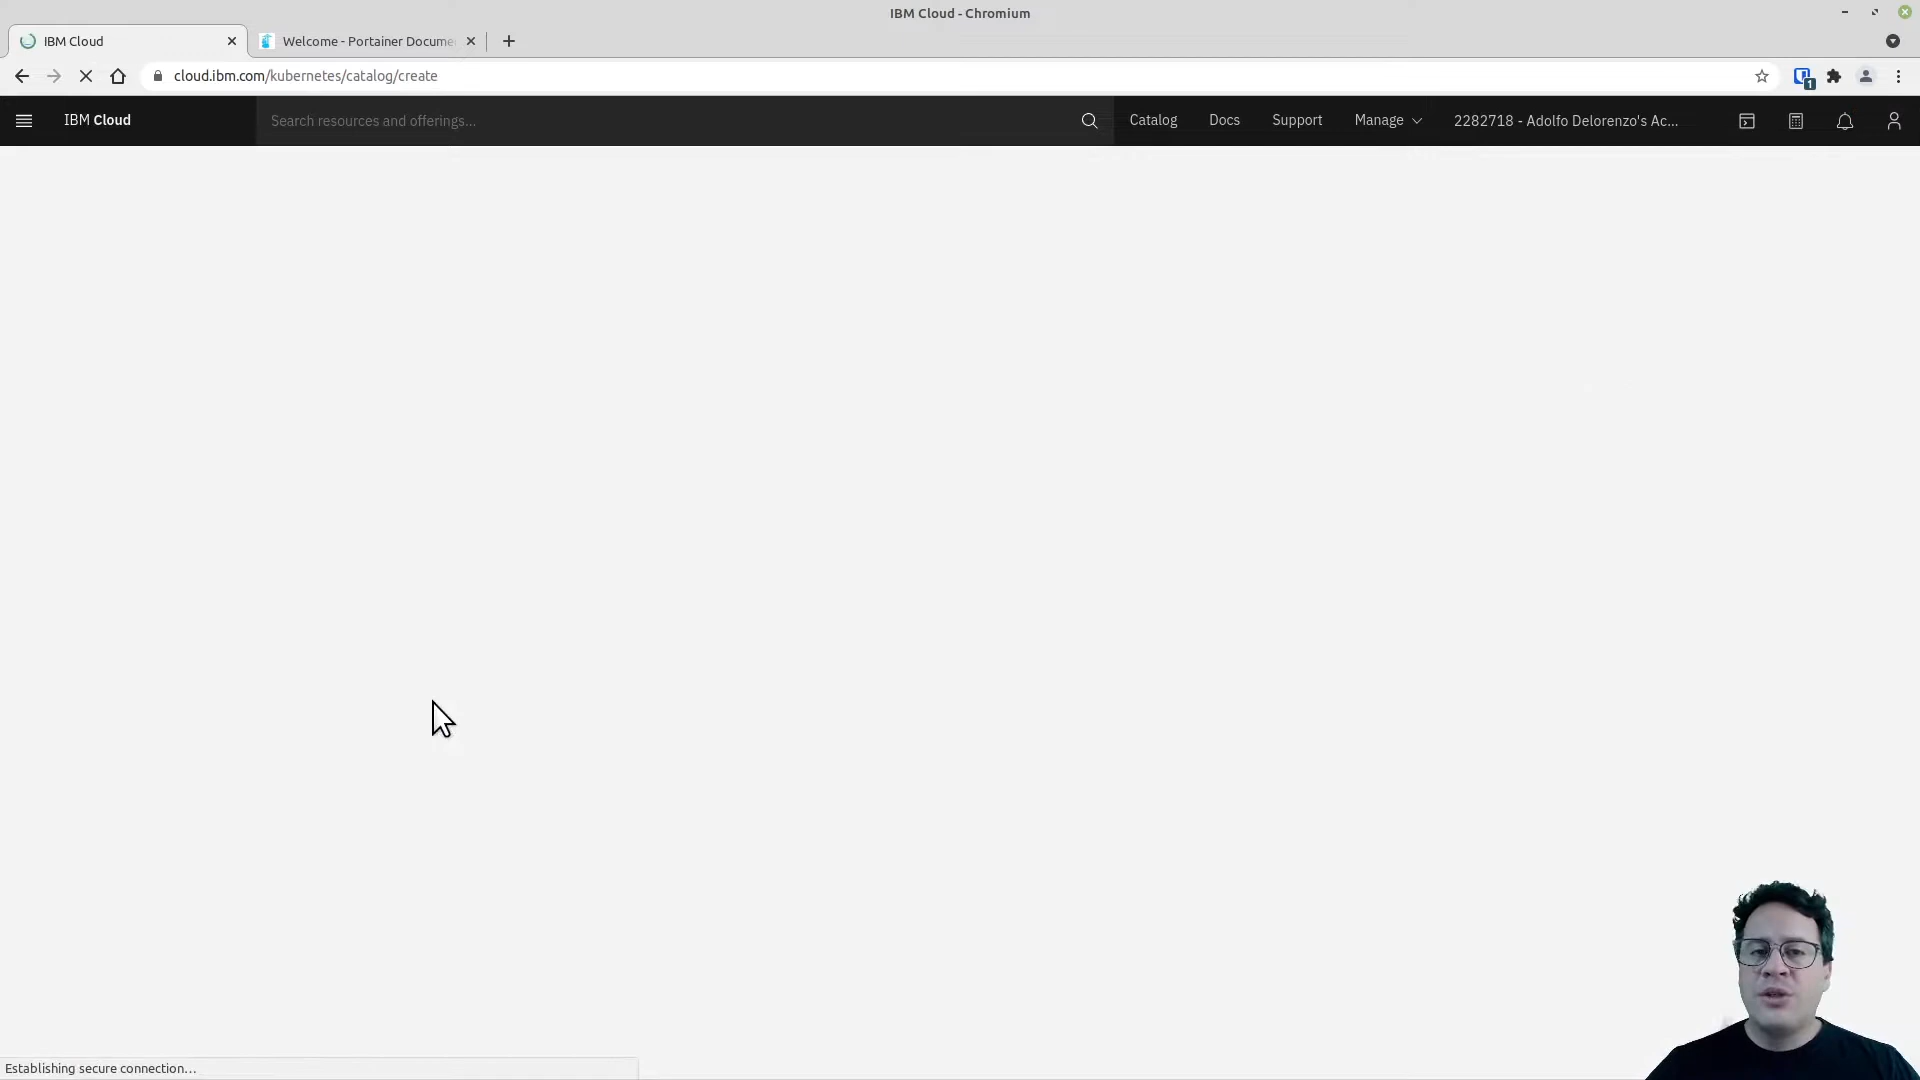 IBM Cloud - Chromium
IBM Cloud
Welcome - Portainer Docume
cloud.ibm.com/kubernetes/catalog/create
1
IBM Cloud
Search resources and offerings...
Catalog
Docs
Support
Manage
2282718 - Adolfo Delorenzo's Ac...
Establishing secure connection...